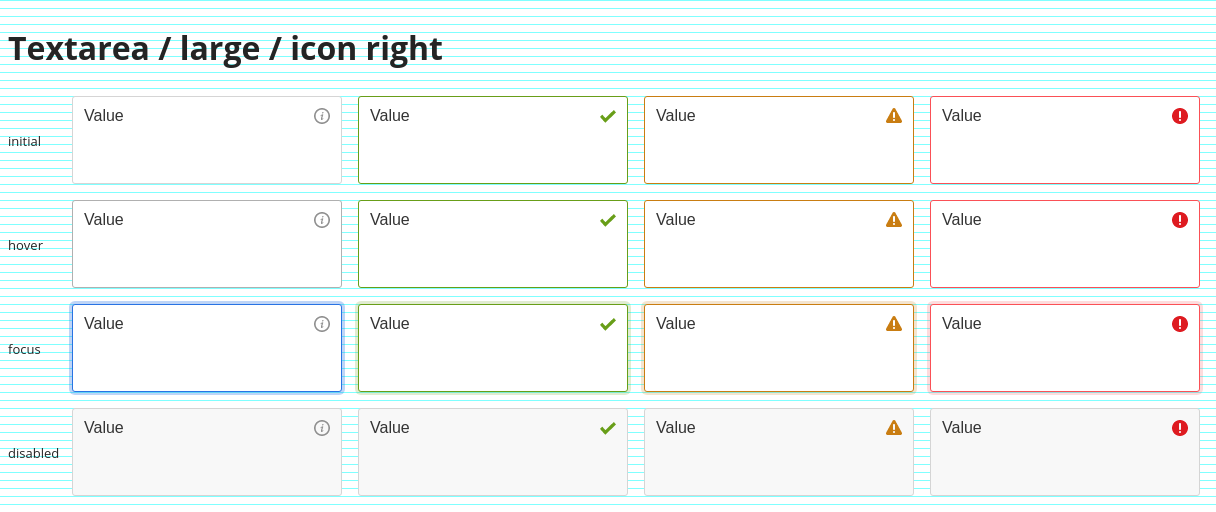 Textarea / large / icon right
initial Value Value Value Value
hover Value Value Value Value
focus Value Value Value Value
disabled Value Value Value Value